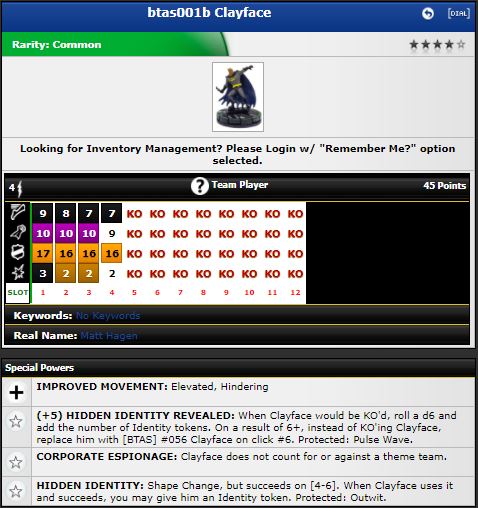 btas001b Clayface
[DIAL]
Rarity: Common
Looking for Inventory Management? Please Login w/ "Remember Me?" option
selected.
4 ? Team Player 45 Points
9 8 7 7 KO KO KO KO KO KO KO KO
10 10 10 9 KO KO KO KO KO KO KO KO
17 16 16 16 KO KO KO KO KO KO KO KO
3 2 2 2 KO KO KO KO KO KO KO KO
SLOT 1 2 3 4 5 6 7 8 9 10 11 12
Keywords: No Keywords
Real Name: Matt Hagen
Special Powers
IMPROVED MOVEMENT: Elevated, Hindering
(+5) HIDDEN IDENTITY REVEALED: When Clayface would be KO'd, roll a d6 and
add the number of Identity tokens. On a result of 6+, instead of KO'ing Clayface,
replace him with [BTAS] #056 Clayface on click #6. Protected: Pulse Wave.
CORPORATE ESPIONAGE: Clayface does not count for or against a theme team.
HIDDEN IDENTITY: Shape Change, but succeeds on [4-6]. When Clayface uses it
and succeeds, you may give him an Identity token. Protected: Outwit.